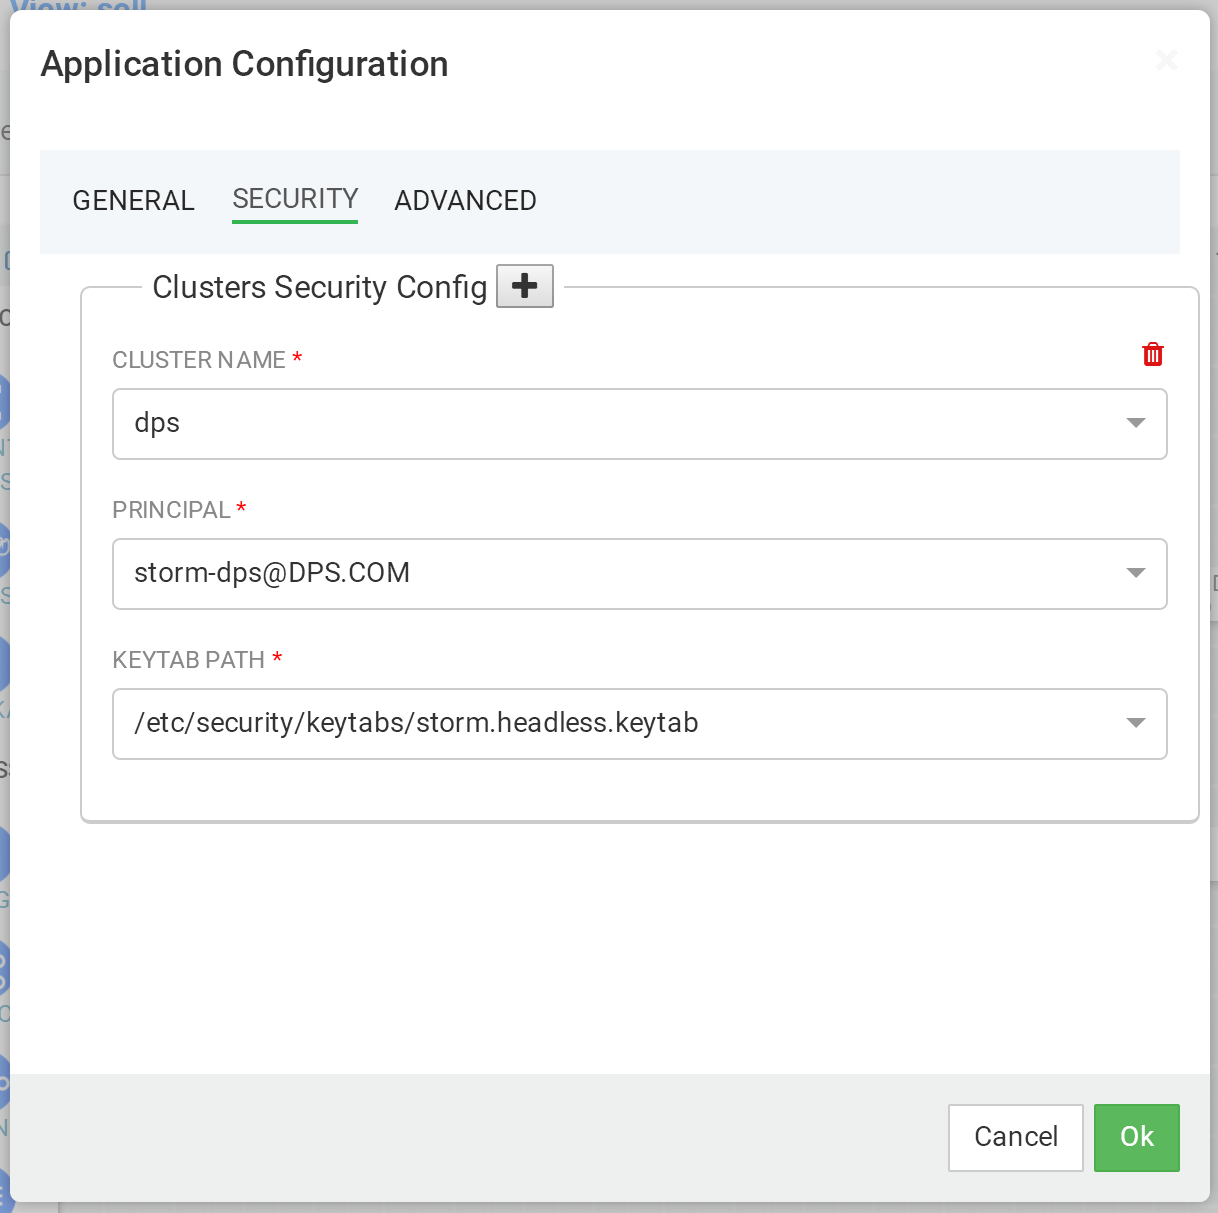 Application Configuration
GENERAL SECURITY ADVANCED
Clusters Security Config
CLUSTER NAME *
dps
PRINCIPAL *
storm-dps@DPS.COM
KEYTAB PATH *
/etc/security/keytabs/storm.headless.keytab
Cancel Ok